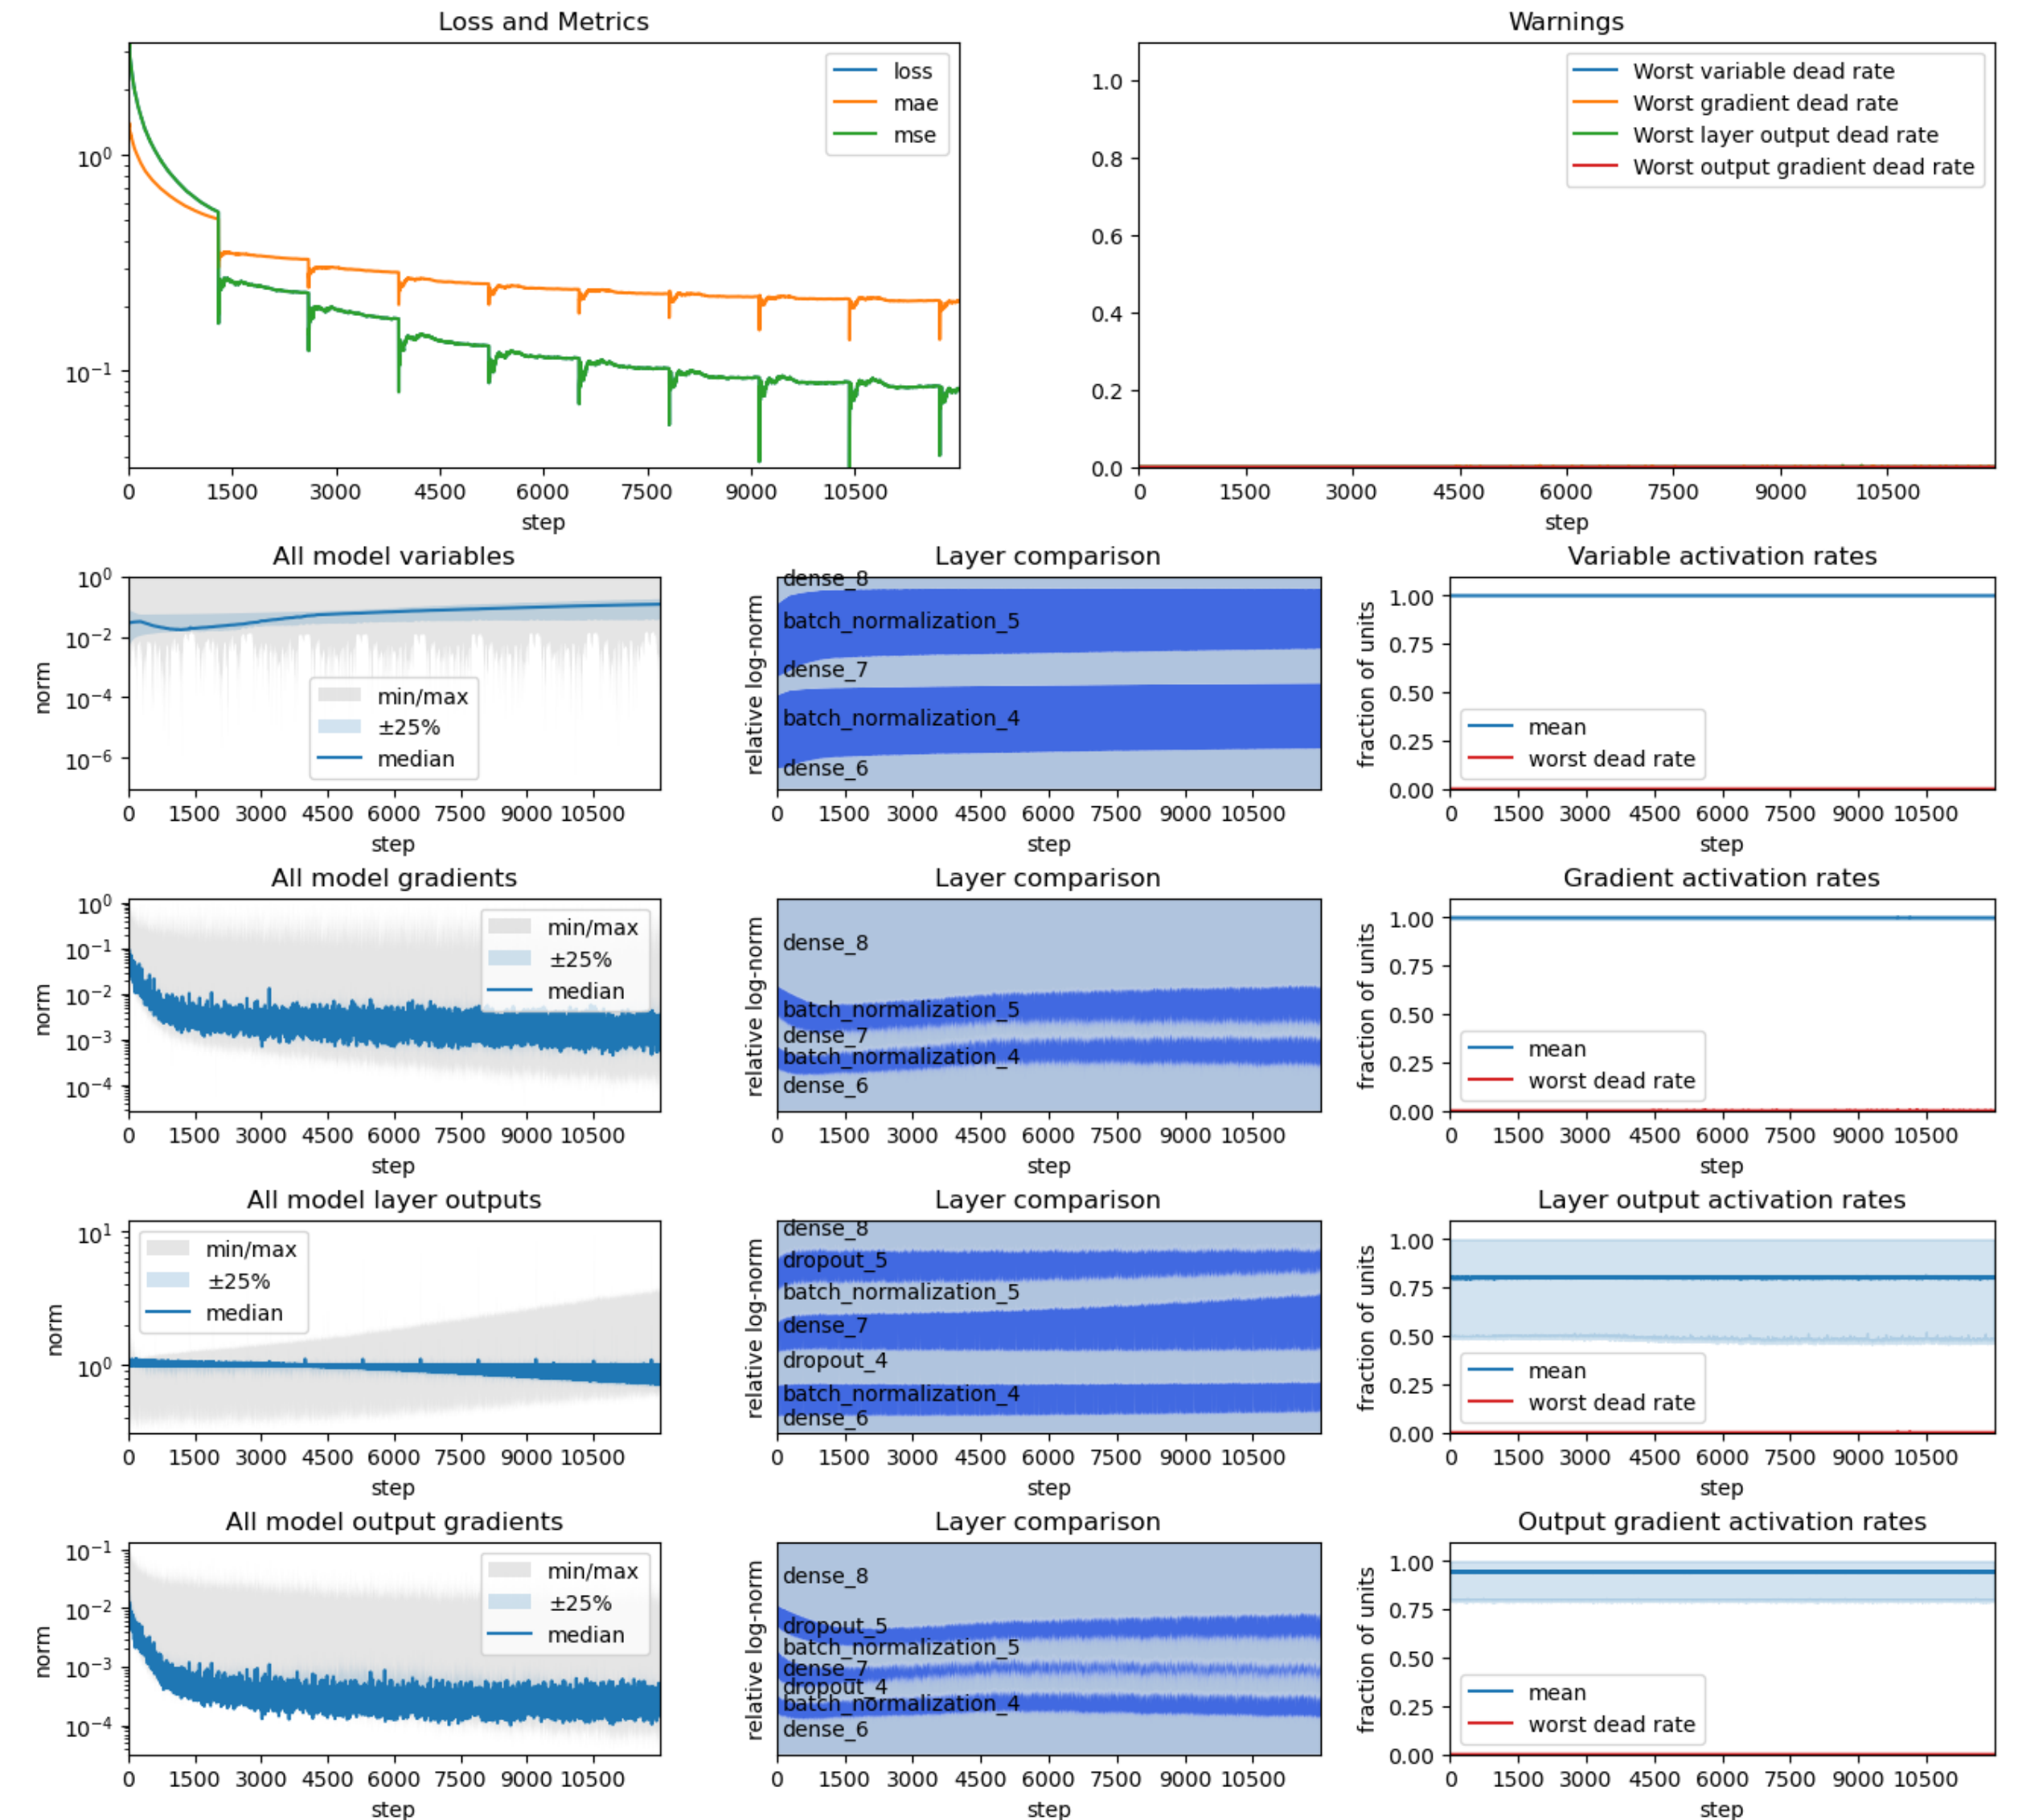 Loss and Metrics
10⁰
10⁻¹
loss
mae
mse
0 1500 3000 4500 6000 7500 9000 10500
step
Warnings
1.0
0.8
0.6
0.4
0.2
0.0
Worst variable dead rate
Worst gradient dead rate
Worst layer output dead rate
Worst output gradient dead rate
0 1500 3000 4500 6000 7500 9000 10500
step
All model variables
norm
10⁰
10⁻²
10⁻⁴
10⁻⁶
min/max
±25%
median
0 1500 3000 4500 6000 7500 9000 10500
step
Layer comparison
relative log-norm
dense_8
batch_normalization_5
dense_7
batch_normalization_4
dense_6
0 1500 3000 4500 6000 7500 9000 10500
step
Variable activation rates
fraction of units
1.00
0.75
0.50
0.25
0.00
mean
worst dead rate
0 1500 3000 4500 6000 7500 9000 10500
step
All model gradients
norm
10⁰
10⁻¹
10⁻²
10⁻³
10⁻⁴
min/max
±25%
median
0 1500 3000 4500 6000 7500 9000 10500
step
Layer comparison
relative log-norm
dense_8
batch_normalization_5
dense_7
batch_normalization_4
dense_6
0 1500 3000 4500 6000 7500 9000 10500
step
Gradient activation rates
fraction of units
1.00
0.75
0.50
0.25
0.00
mean
worst dead rate
0 1500 3000 4500 6000 7500 9000 10500
step
All model layer outputs
norm
10¹
10⁰
min/max
±25%
median
0 1500 3000 4500 6000 7500 9000 10500
step
Layer comparison
relative log-norm
dense_8
dropout_5
batch_normalization_5
dense_7
dropout_4
batch_normalization_4
dense_6
0 1500 3000 4500 6000 7500 9000 10500
step
Layer output activation rates
fraction of units
1.00
0.75
0.50
0.25
0.00
mean
worst dead rate
0 1500 3000 4500 6000 7500 9000 10500
step
All model output gradients
norm
10⁻¹
10⁻²
10⁻³
10⁻⁴
min/max
±25%
median
0 1500 3000 4500 6000 7500 9000 10500
step
Layer comparison
relative log-norm
dense_8
dropout_5
batch_normalization_5
dense_7
dropout_4
batch_normalization_4
dense_6
0 1500 3000 4500 6000 7500 9000 10500
step
Output gradient activation rates
fraction of units
1.00
0.75
0.50
0.25
0.00
mean
worst dead rate
0 1500 3000 4500 6000 7500 9000 10500
step